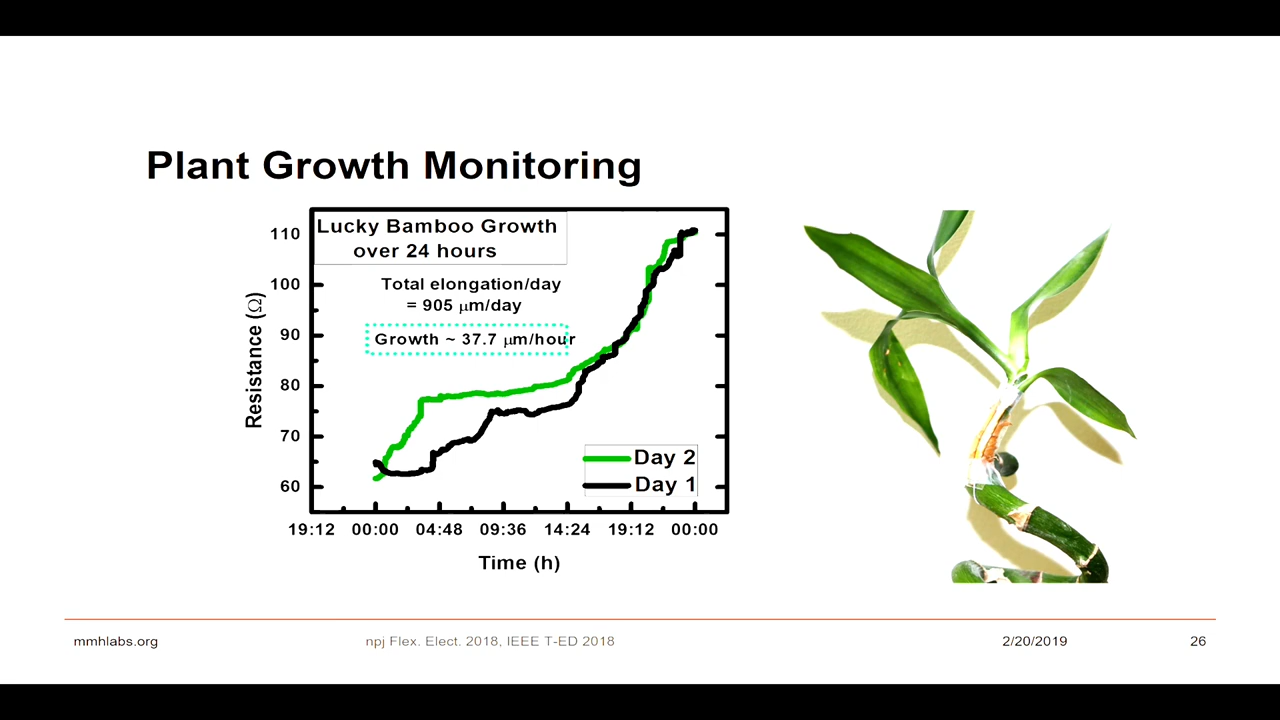 Plant Growth Monitoring
Lucky Bamboo Growth
over 24 hours
Total elongation/day
= 905 μm/day
Growth ~ 37.7 μm/hour
Resistance (Ω)
110
100
90
80
70
60
Day 2
Day 1
19:12 00:00 04:48 09:36 14:24 19:12 00:00
Time (h)
mmhlabs.org npj Flex. Elect. 2018, IEEE T-ED 2018 2/20/2019 26